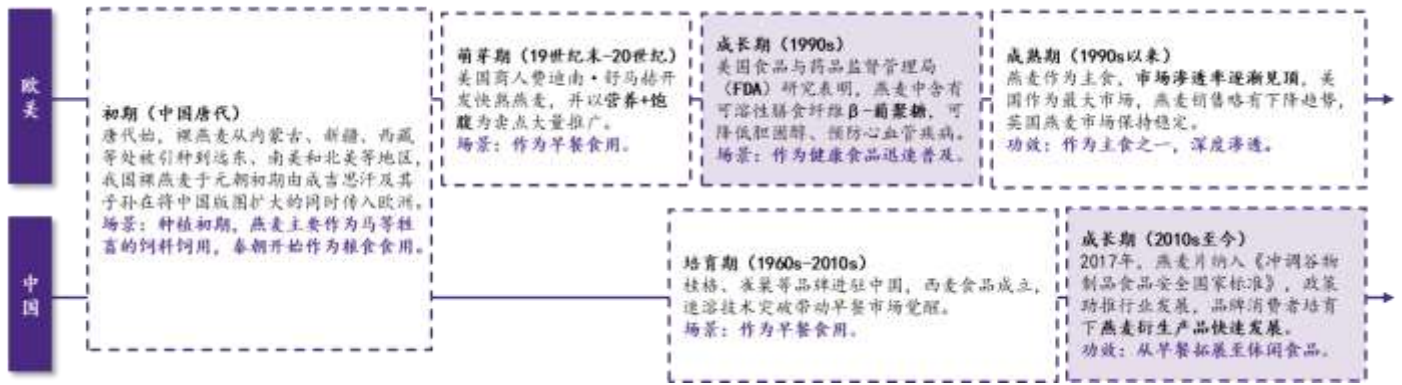 欧美
初期（中国唐代）
唐代始，裸燕麦从内蒙古、新疆、西藏
等处被引种到远东、南美和北美等地区，
我国裸燕麦于元朝初期由成吉思汗及其
子孙在将中国版图扩大的同时传入欧洲。
场景：种植初期，燕麦主要作为马等牲
畜的饲料饲用，秦朝开始作为粮食食用。
萌芽期（19世纪末-20世纪）
美国商人费迪南·舒马赫开
发快熟燕麦，并以营养+饱
腹为卖点大量推广。
场景：作为早餐食用。
成长期（1990s）
美国食品与药品监督管理局
（FDA）研究表明，燕麦中含有
可溶性膳食纤维β-葡聚糖，可
降低胆固醇、预防心血管疾病。
场景：作为健康食品迅速普及。
成熟期（1990s以来）
燕麦作为主食，市场渗透率逐渐见顶，美
国作为最大市场，燕麦销售略有下降趋势，
英国燕麦市场保持稳定。
功效：作为主食之一，深度渗透。
中国
培育期（1960s-2010s）
桂格、雀巢等品牌进驻中国，西麦食品成立，
速溶技术突破带动早餐市场觉醒。
场景：作为早餐食用。
成长期（2010s至今）
2017年，燕麦片纳入《冲调谷物
制品食品安全国家标准》，政策
助推行业发展，品牌消费者培育
下燕麦衍生产品快速发展。
功效：从早餐拓展至休闲食品。